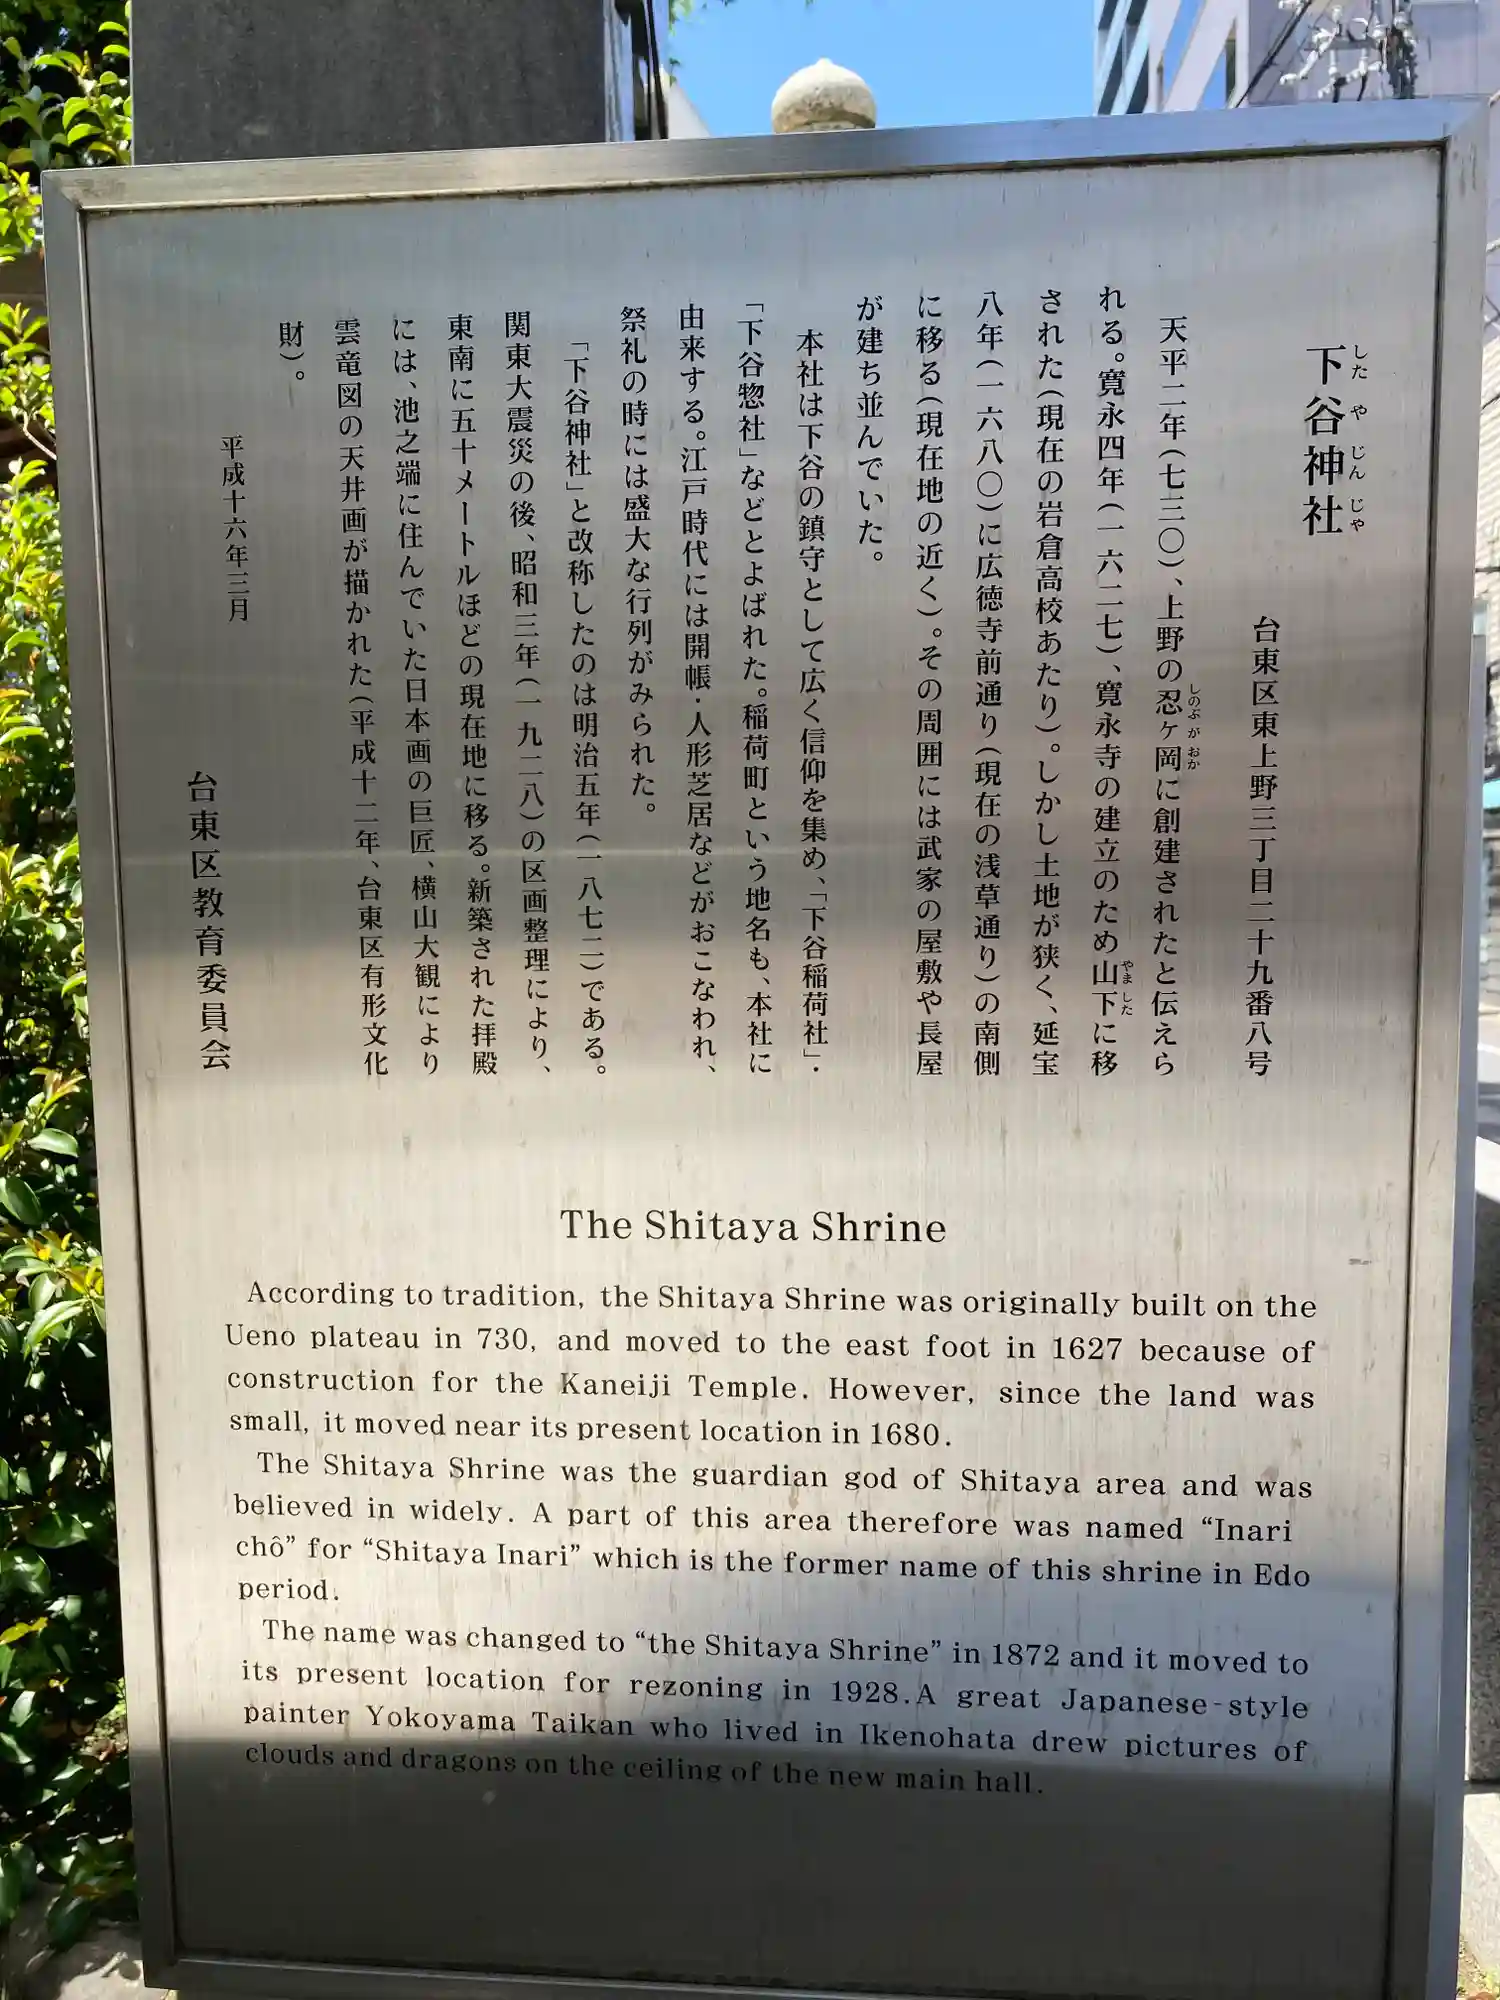 下谷神社
したやじんじゃ
台東区東上野三丁目二十九番八号
天平二年(七三〇)、上野の忍ヶ岡に創建されたと伝えら
しのぶがおか
れる。寛永四年(一六二七)、寛永寺の建立のため山下に移
やました
された(現在の岩倉高校あたり)。しかし土地が狭く、延宝
八年(一六八〇)に広徳寺前通り(現在の浅草通り)の南側
に移る(現在地の近く)。その周囲には武家の屋敷や長屋
が建ち並んでいた。
本社は下谷の鎮守として広く信仰を集め、「下谷稲荷社」・
「下谷惣社」などとよばれた。稲荷町という地名も、本社に
由来する。江戸時代には開帳・人形芝居などがおこなわれ、
祭礼の時には盛大な行列がみられた。
「下谷神社」と改称したのは明治五年(一八七二)である。
関東大震災の後、昭和三年(一九二八)の区画整理により、
東南に五十メートルほどの現在地に移る。新築された拝殿
には、池之端に住んでいた日本画の巨匠、横山大観により
雲竜図の天井画が描かれた(平成十二年、台東区有形文化
財)。
平成十六年三月
台東区教育委員会
The Shitaya Shrine
According to tradition, the Shitaya Shrine was originally built on the
Ueno plateau in 730, and moved to the east foot in 1627 because of
construction for the Kaneiji Temple. However, since the land was
small, it moved near its present location in 1680.
The Shitaya Shrine was the guardian god of Shitaya area and was
believed in widely. A part of this area therefore was named “Inari
chô” for “Shitaya Inari” which is the former name of this shrine in Edo
period.
The name was changed to “the Shitaya Shrine” in 1872 and it moved to
its present location for rezoning in 1928.A great Japanese-style
painter Yokoyama Taikan who lived in Ikenohata drew pictures of
clouds and dragons on the ceiling of the new main hall.